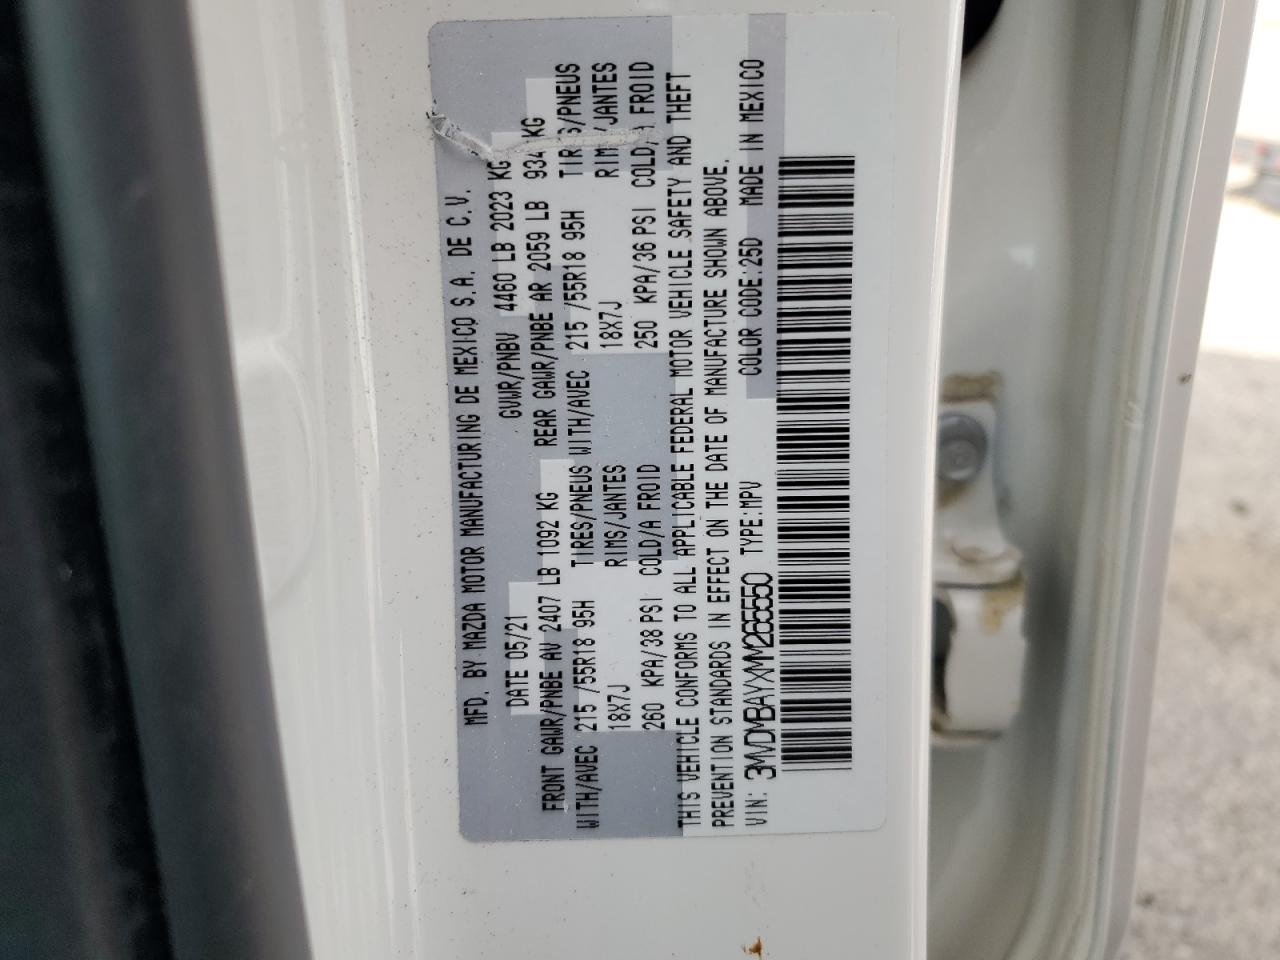 MFD. BY MAZDA MOTOR MANUFACTURING DE MEXICO S.A. DE C.V.
DATE 05/21 GVWR/PNBV 4460 LB 2023 KG
FRONT GAWR/PNBE AV 2407 LB 1092 KG REAR GAWR/PNBE AR 2059 LB 934 KG
WITH/AVEC 215 /55R18 95H TIRES/PNEUS WITH/AVEC 215 /55R18 95H TIRES/PNEUS
18X7J RIMS/JANTES 18X7J RIMS/JANTES
260 KPA/38 PSI COLD/A FROID 250 KPA/36 PSI COLD/A FROID
THIS VEHICLE CONFORMS TO ALL APPLICABLE FEDERAL MOTOR VEHICLE SAFETY AND THEFT
PREVENTION STANDARDS IN EFFECT ON THE DATE OF MANUFACTURE SHOWN ABOVE.
VIN: 3MVDMBAYXMM265550 TYPE:MPV COLOR CODE:25D MADE IN MEXICO